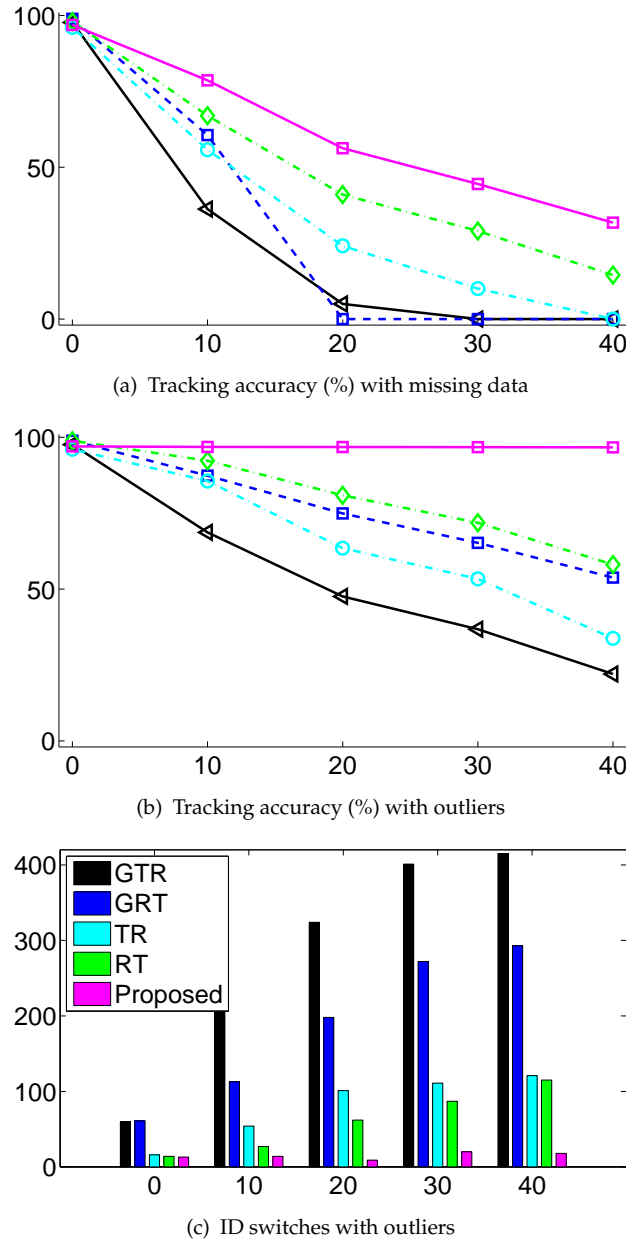 100
50
0
0 10 20 30 40
(a) Tracking accuracy (%) with missing data
100
50
0
0 10 20 30 40
(b) Tracking accuracy (%) with outliers
400
300
200
100
0
GTR
GRT
TR
RT
Proposed
0 10 20 30 40
(c) ID switches with outliers